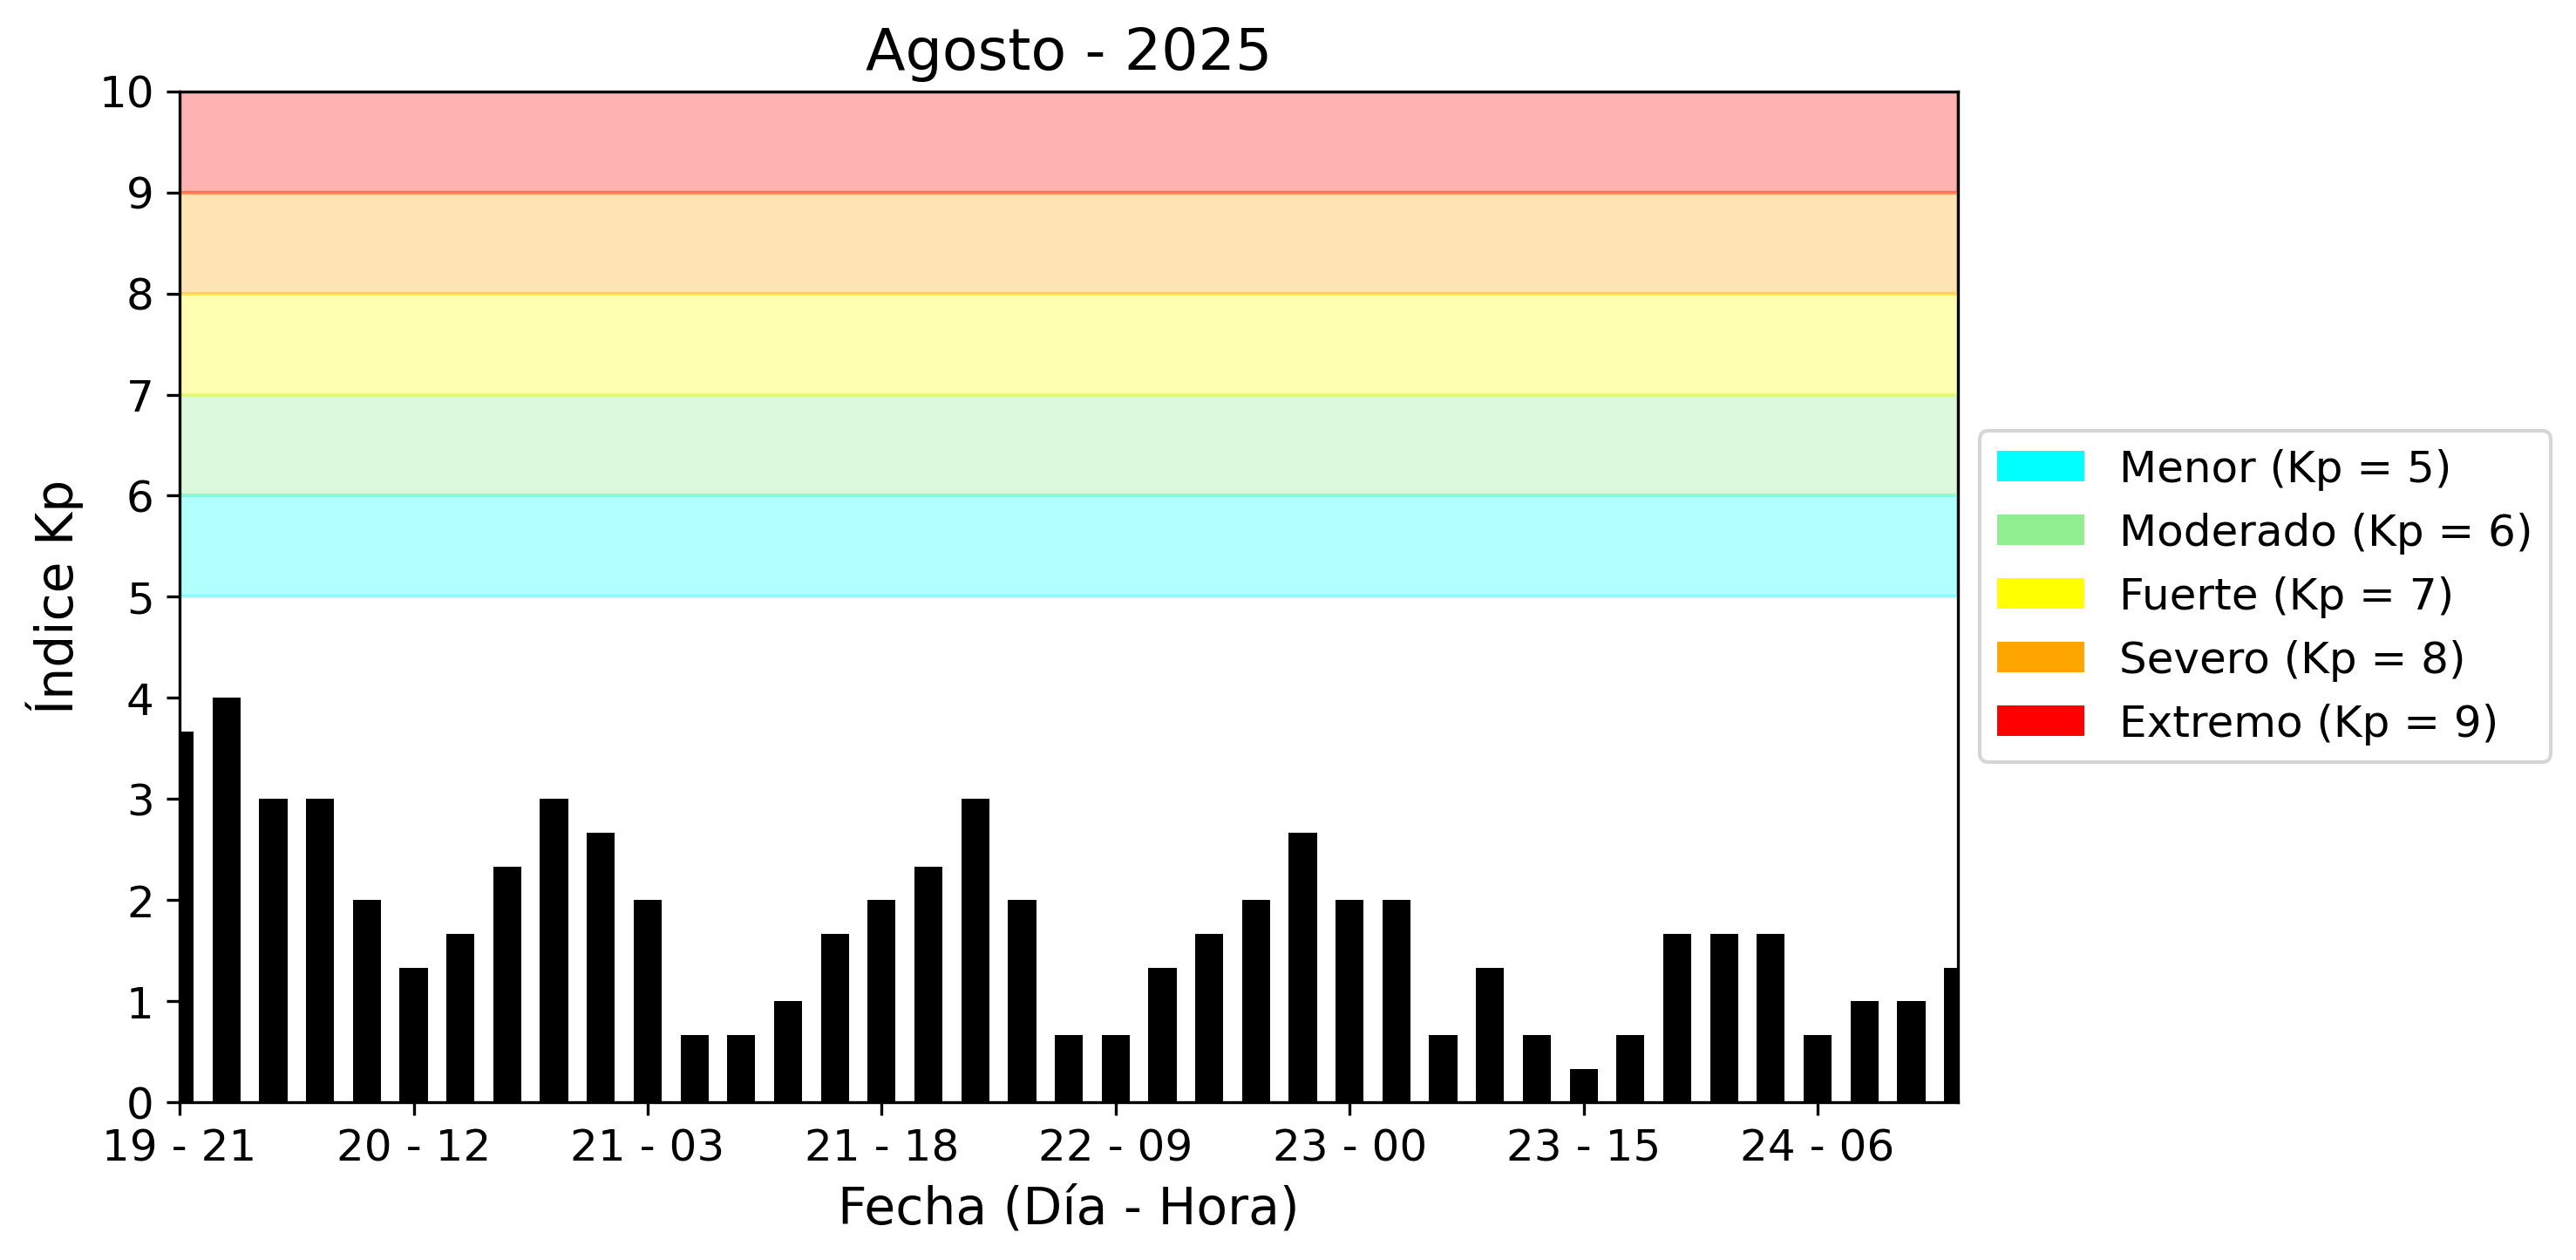 Agosto - 2025
10
9
8
7
6
5
4
3
2
1
0
Índice Kp
19 - 21
20 - 12
21 - 03
21 - 18
22 - 09
23 - 00
23 - 15
24 - 06
Fecha (Día - Hora)
Menor (Kp = 5)
Moderado (Kp = 6)
Fuerte (Kp = 7)
Severo (Kp = 8)
Extremo (Kp = 9)